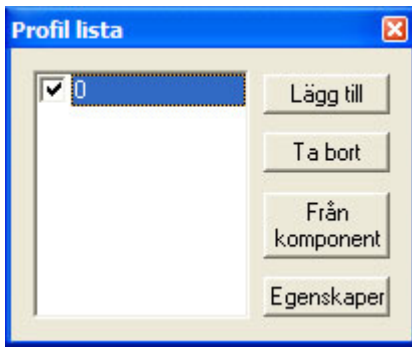 Profil lista
0
Lägg till
Ta bort
Från
komponent
Egenskaper